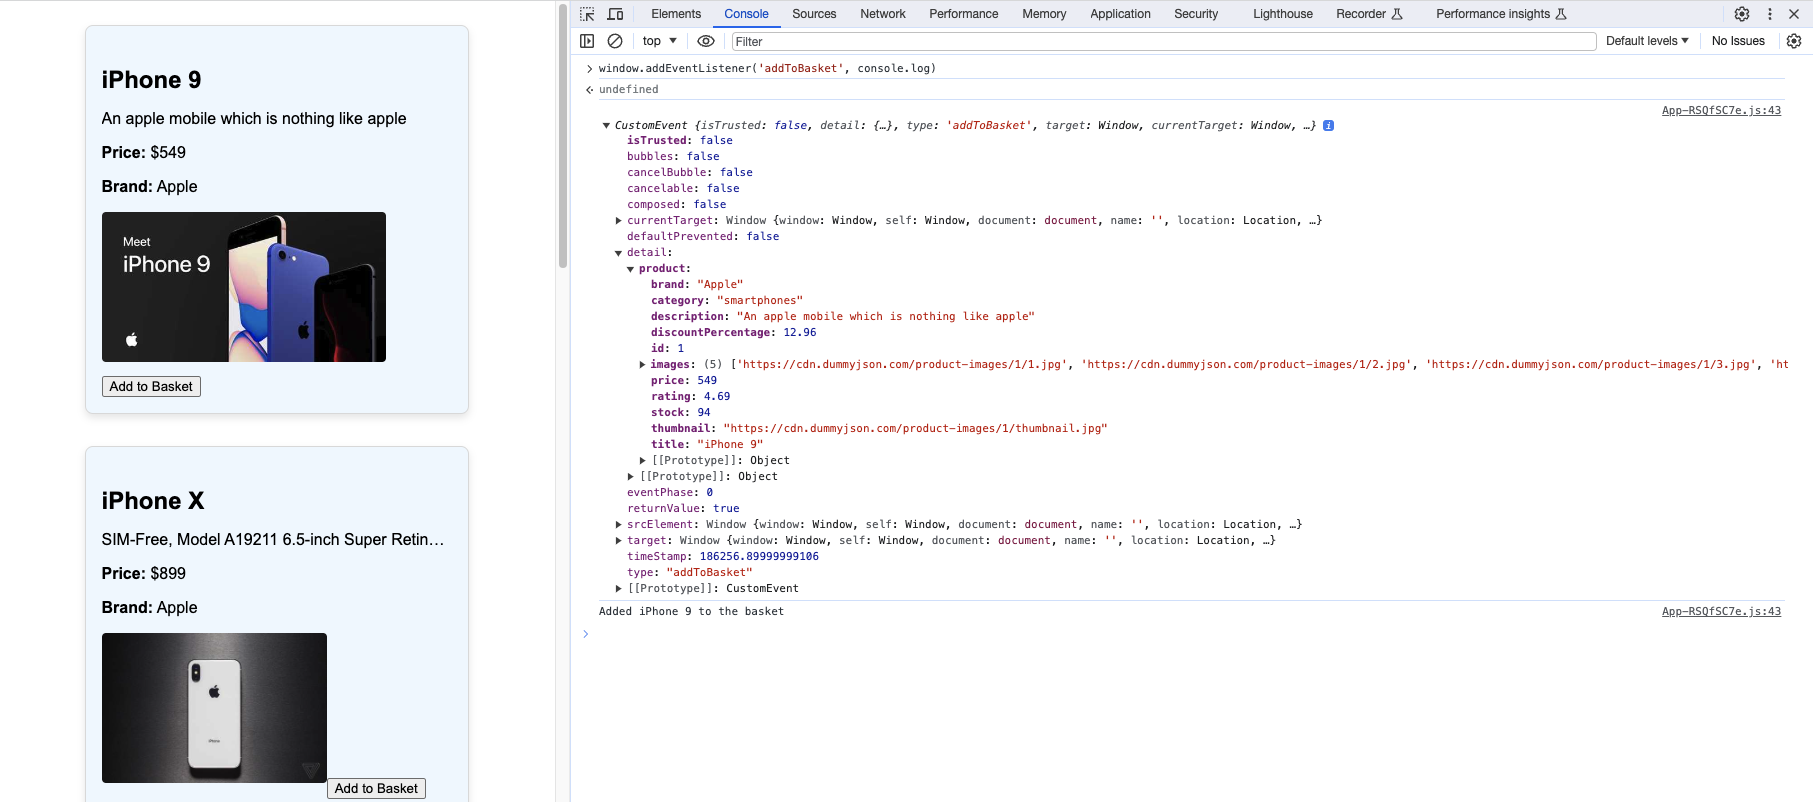 iPhone 9
An apple mobile which is nothing like apple
Price: $549
Brand: Apple
Meet
iPhone 9
Add to Basket
iPhone X
SIM-Free, Model A19211 6.5-inch Super Retin…
Price: $899
Brand: Apple
iPhone
Add to Basket
Elements Console Sources Network Performance Memory Application Security Lighthouse Recorder Performance insights
top Filter Default levels No Issues
window.addEventListener('addToBasket', console.log)
undefined
App-RSQfSC7e.js:43
CustomEvent {isTrusted: false, detail: {…}, type: 'addToBasket', target: Window, currentTarget: Window, …} i
isTrusted: false
bubbles: false
cancelBubble: false
cancelable: false
composed: false
currentTarget: Window {window: Window, self: Window, document: document, name: '', location: Location, …}
defaultPrevented: false
detail:
product:
brand: "Apple"
category: "smartphones"
description: "An apple mobile which is nothing like apple"
discountPercentage: 12.96
id: 1
images: (5) ['https://cdn.dummyjson.com/product-images/1/1.jpg', 'https://cdn.dummyjson.com/product-images/1/2.jpg', 'https://cdn.dummyjson.com/product-images/1/3.jpg', 'ht
price: 549
rating: 4.69
stock: 94
thumbnail: "https://cdn.dummyjson.com/product-images/1/thumbnail.jpg"
title: "iPhone 9"
[[Prototype]]: Object
[[Prototype]]: Object
eventPhase: 0
returnValue: true
srcElement: Window {window: Window, self: Window, document: document, name: '', location: Location, …}
target: Window {window: Window, self: Window, document: document, name: '', location: Location, …}
timeStamp: 186256.89999999106
type: "addToBasket"
[[Prototype]]: CustomEvent
Added iPhone 9 to the basket App-RSQfSC7e.js:43